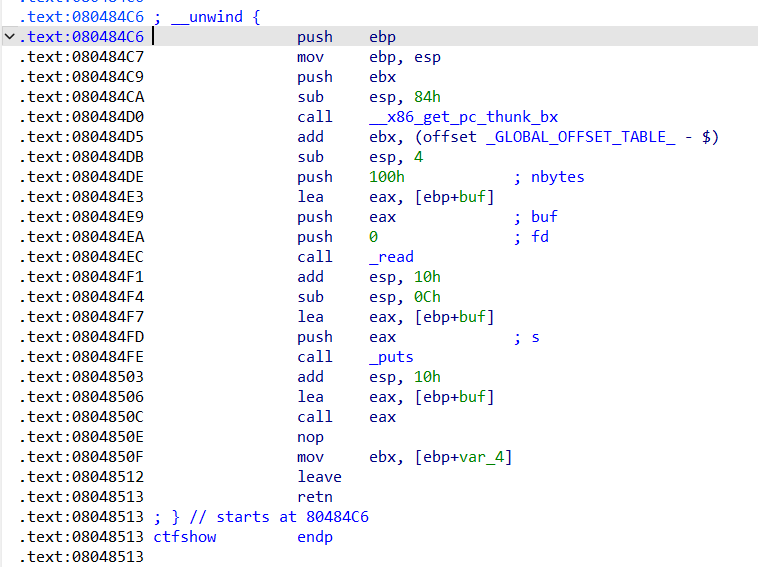 .text:080484C6 ; __unwind {
.text:080484C6 push ebp
.text:080484C7 mov ebp, esp
.text:080484C9 push ebx
.text:080484CA sub esp, 84h
.text:080484D0 call __x86_get_pc_thunk_bx
.text:080484D5 add ebx, (offset _GLOBAL_OFFSET_TABLE_ - $)
.text:080484DB sub esp, 4
.text:080484DE push 100h ; nbytes
.text:080484E3 lea eax, [ebp+buf]
.text:080484E9 push eax ; buf
.text:080484EA push 0 ; fd
.text:080484EC call _read
.text:080484F1 add esp, 10h
.text:080484F4 sub esp, 0Ch
.text:080484F7 lea eax, [ebp+buf]
.text:080484FD push eax ; s
.text:080484FE call _puts
.text:08048503 add esp, 10h
.text:08048506 lea eax, [ebp+buf]
.text:0804850C call eax
.text:0804850E nop
.text:0804850F mov ebx, [ebp+var_4]
.text:08048512 leave
.text:08048513 retn
.text:08048513 ; } // starts at 80484C6
.text:08048513 ctfshow endp
.text:08048513